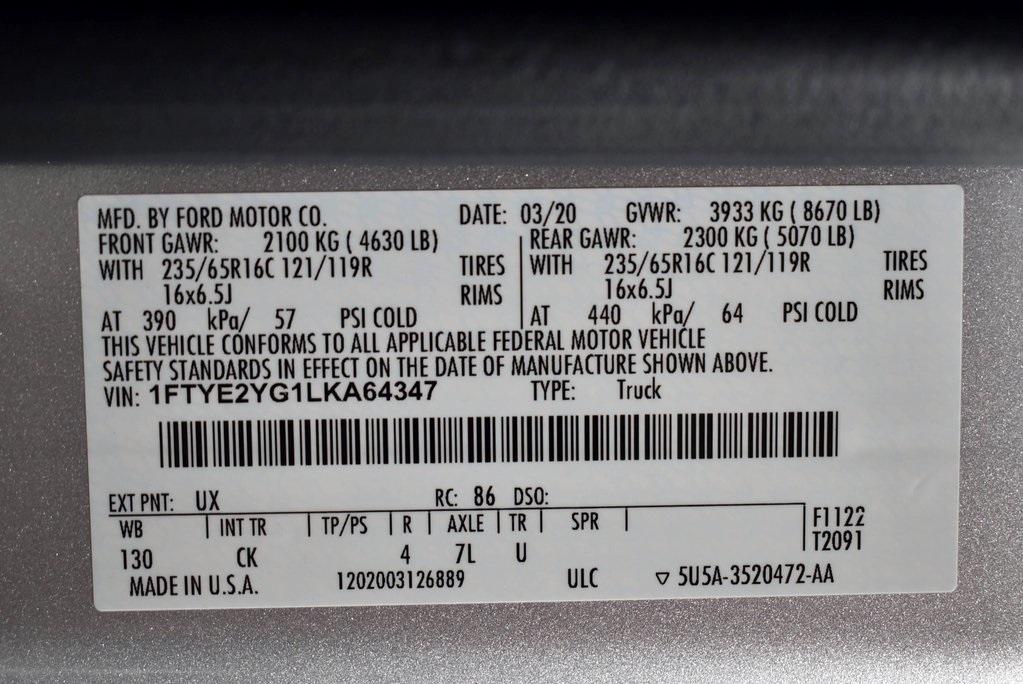 MFD. BY FORD MOTOR CO. DATE: 03/20 GVWR: 3933 KG ( 8670 LB)
FRONT GAWR: 2100 KG ( 4630 LB) REAR GAWR: 2300 KG ( 5070 LB)
WITH 235/65R16C 121/119R TIRES WITH 235/65R16C 121/119R TIRES
16x6.5J RIMS 16x6.5J RIMS
AT 390 kPa/ 57 PSI COLD AT 440 kPa/ 64 PSI COLD
THIS VEHICLE CONFORMS TO ALL APPLICABLE FEDERAL MOTOR VEHICLE
SAFETY STANDARDS IN EFFECT ON THE DATE OF MANUFACTURE SHOWN ABOVE.
VIN: 1FTYE2YG1LKA64347 TYPE: Truck
EXT PNT: UX RC: 86 DSO:
WB INT TR TP/PS R AXLE TR SPR F1122
130 CK 4 7L U T2091
MADE IN U.S.A. 1202003126889 ULC ▽ 5U5A-3520472-AA